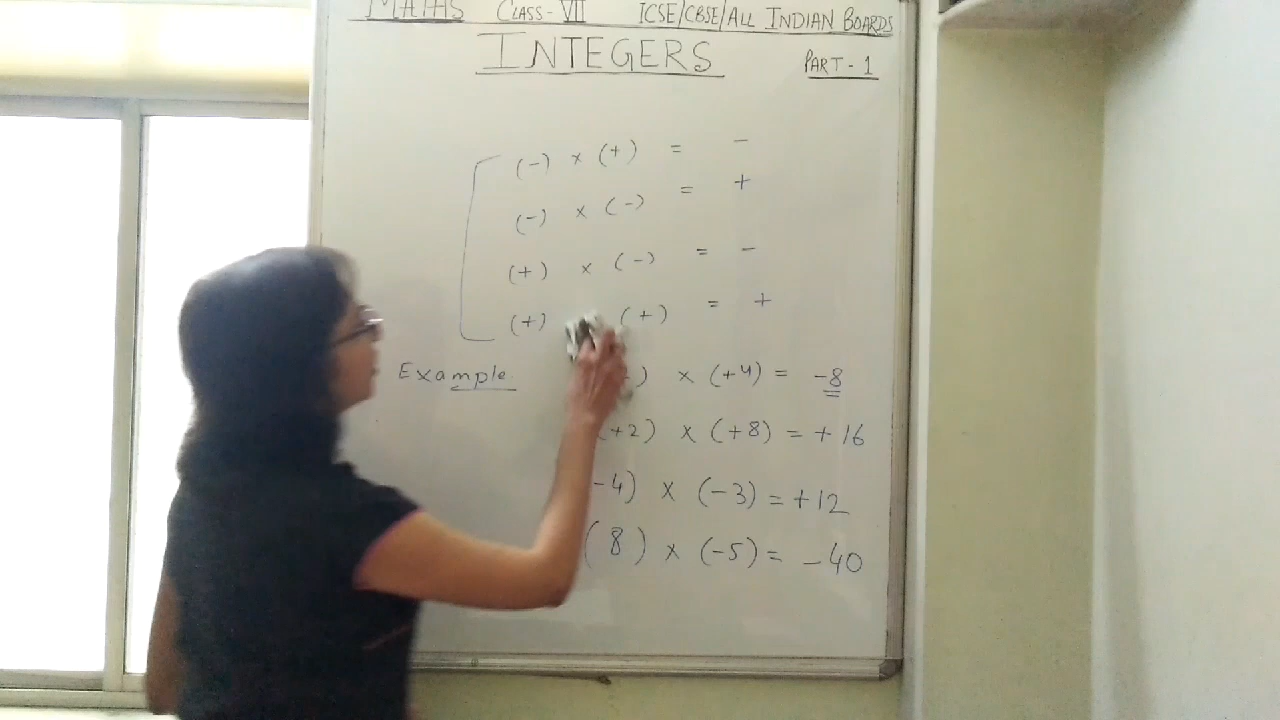 MATHS CLASS-VII ICSE/CBSE/ALL INDIAN BOARDS
INTEGERS
PART-1
(-) × (+) = -
(-) × (-) = +
(+) × (-) = -
(+) (+) = +
Example ) × (+4) = -8
(+2) × (+8) = +16
-4) × (-3) = +12
(8) × (-5) = -40